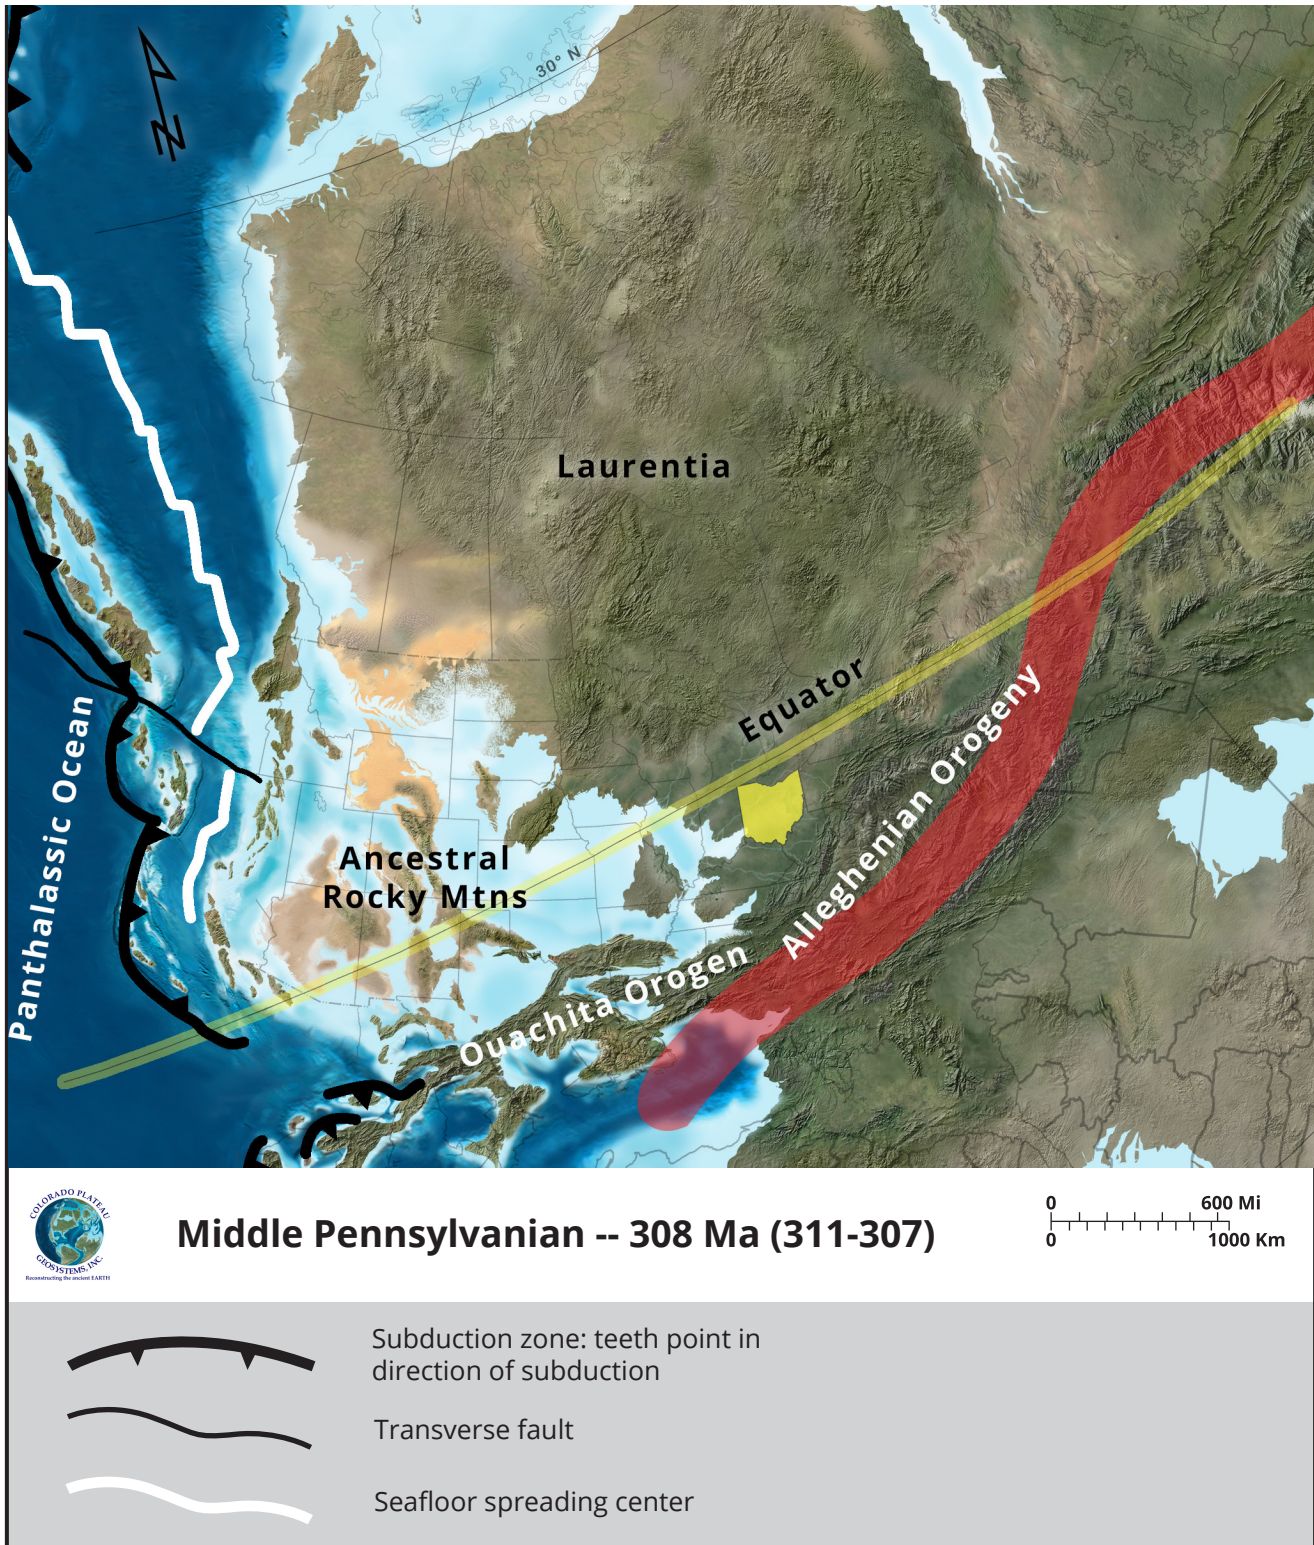 N
30° N
Laurentia
Equator
Panthalassic Ocean
Ancestral
Rocky Mtns
Alleghenian Orogeny
Ouachita Orogen
COLORADO PLATEAU
GEOSYSTEMS, INC.
Reconstructing the ancient EARTH
Middle Pennsylvanian -- 308 Ma (311-307)
0 600 Mi
0 1000 Km
Subduction zone: teeth point in
direction of subduction
Transverse fault
Seafloor spreading center